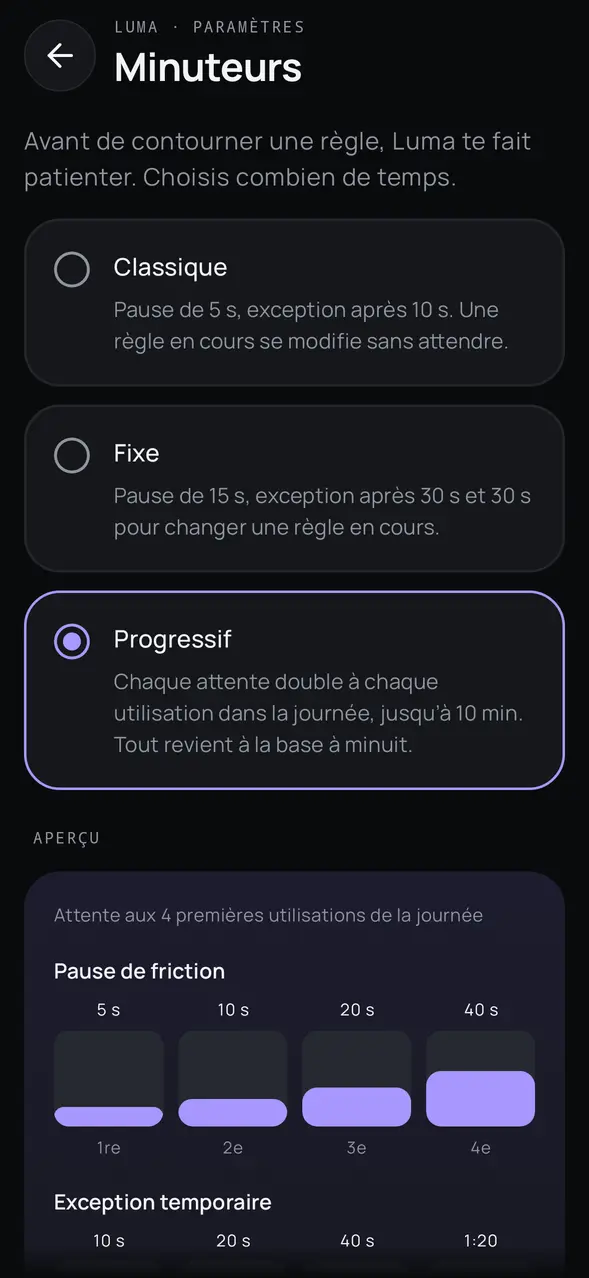 LUMA · PARAMÈTRES
Minuteurs
Avant de contourner une règle, Luma te fait
patienter. Choisis combien de temps.
Classique
Pause de 5 s, exception après 10 s. Une
règle en cours se modifie sans attendre.
Fixe
Pause de 15 s, exception après 30 s et 30 s
pour changer une règle en cours.
Progressif
Chaque attente double à chaque
utilisation dans la journée, jusqu’à 10 min.
Tout revient à la base à minuit.
APERÇU
Attente aux 4 premières utilisations de la journée
Pause de friction
5 s 10 s 20 s 40 s
1re 2e 3e 4e
Exception temporaire
10 s 20 s 40 s 1:20